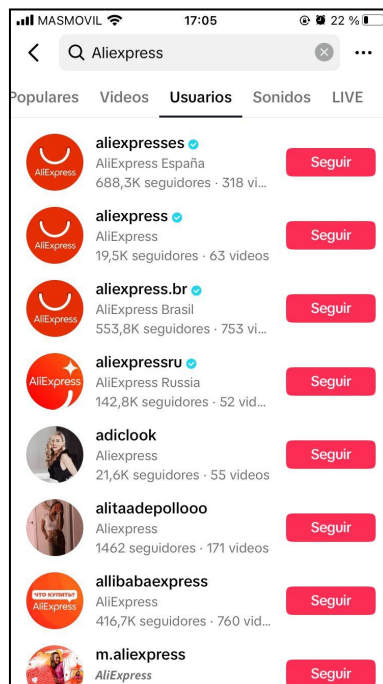 MASMOVIL 17:05 22 %
Aliexpress
Populares Videos Usuarios Sonidos LIVE
AliExpress
aliexpresses
AliExpress España
688,3K seguidores · 318 vi...
Seguir
AliExpress
aliexpress
AliExpress
19,5K seguidores · 63 videos
Seguir
AliExpress
aliexpress.br
AliExpress Brasil
553,8K seguidores · 753 vi...
Seguir
AliExpress
aliexpressru
AliExpress Russia
142,8K seguidores · 52 vid...
Seguir
adiclook
Aliexpress
21,6K seguidores · 55 videos
Seguir
alitaadepollooo
Aliexpress
1462 seguidores · 171 videos
Seguir
ЧТО КУПИТЬ?
AliExpress
allibabaexpress
AliExpress
416,7K seguidores · 760 vid...
Seguir
m.aliexpress
AliExpress
Seguir